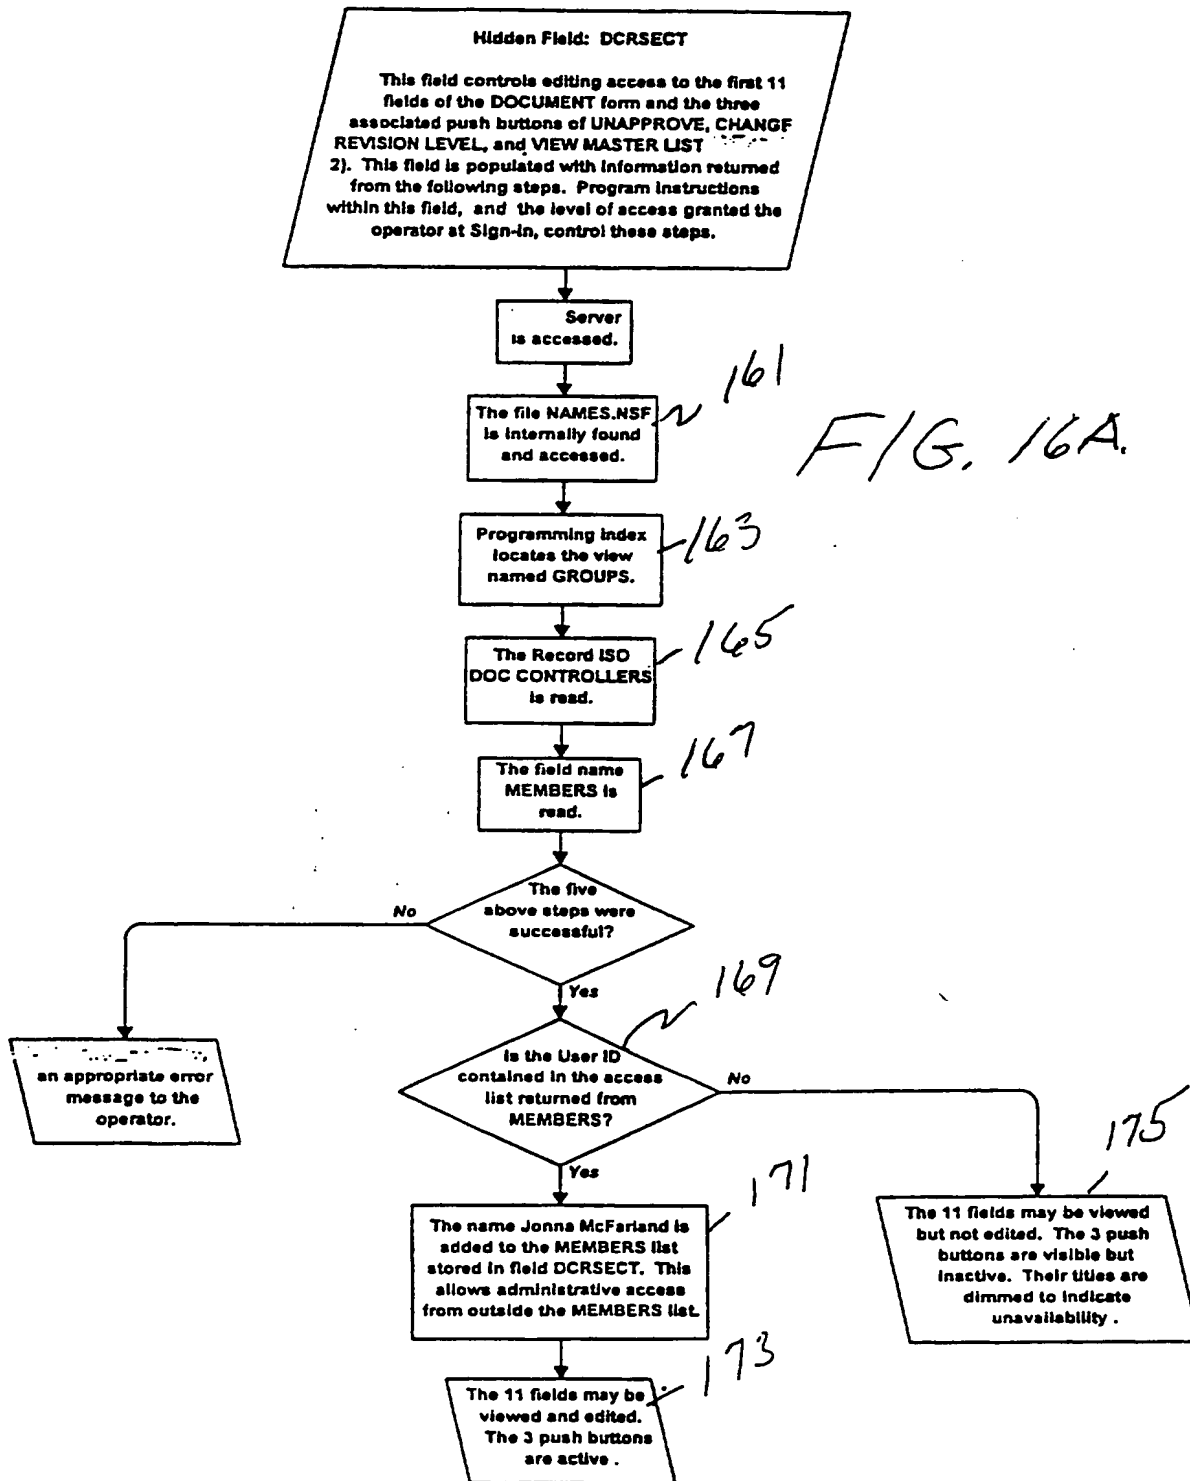 Hidden Field: DCRSECT
This field controls editing access to the first 11
fields of the DOCUMENT form and the three
associated push buttons of UNAPPROVE, CHANGE
REVISION LEVEL, and VIEW MASTER LIST
2). This field is populated with information returned
from the following steps. Program instructions
within this field, and the level of access granted the
operator at Sign-in, control these steps.
Server
is accessed.
161
The file NAMES.NSF
is internally found
and accessed.
FIG. 16A.
Programming index
locates the view
named GROUPS.
163
The Record ISO
DOC CONTROLLERS
is read.
165
The field name
MEMBERS is
read.
167
The five
above steps were
successful?
No
Yes
169
an appropriate error
message to the
operator.
Is the User ID
contained in the access
list returned from
MEMBERS?
No
Yes
175
171
The name Jonna McFarland is
added to the MEMBERS list
stored in field DCRSECT. This
allows administrative access
from outside the MEMBERS list.
The 11 fields may be viewed
but not edited. The 3 push
buttons are visible but
inactive. Their titles are
dimmed to indicate
unavailability .
173
The 11 fields may be
viewed and edited.
The 3 push buttons
are active .